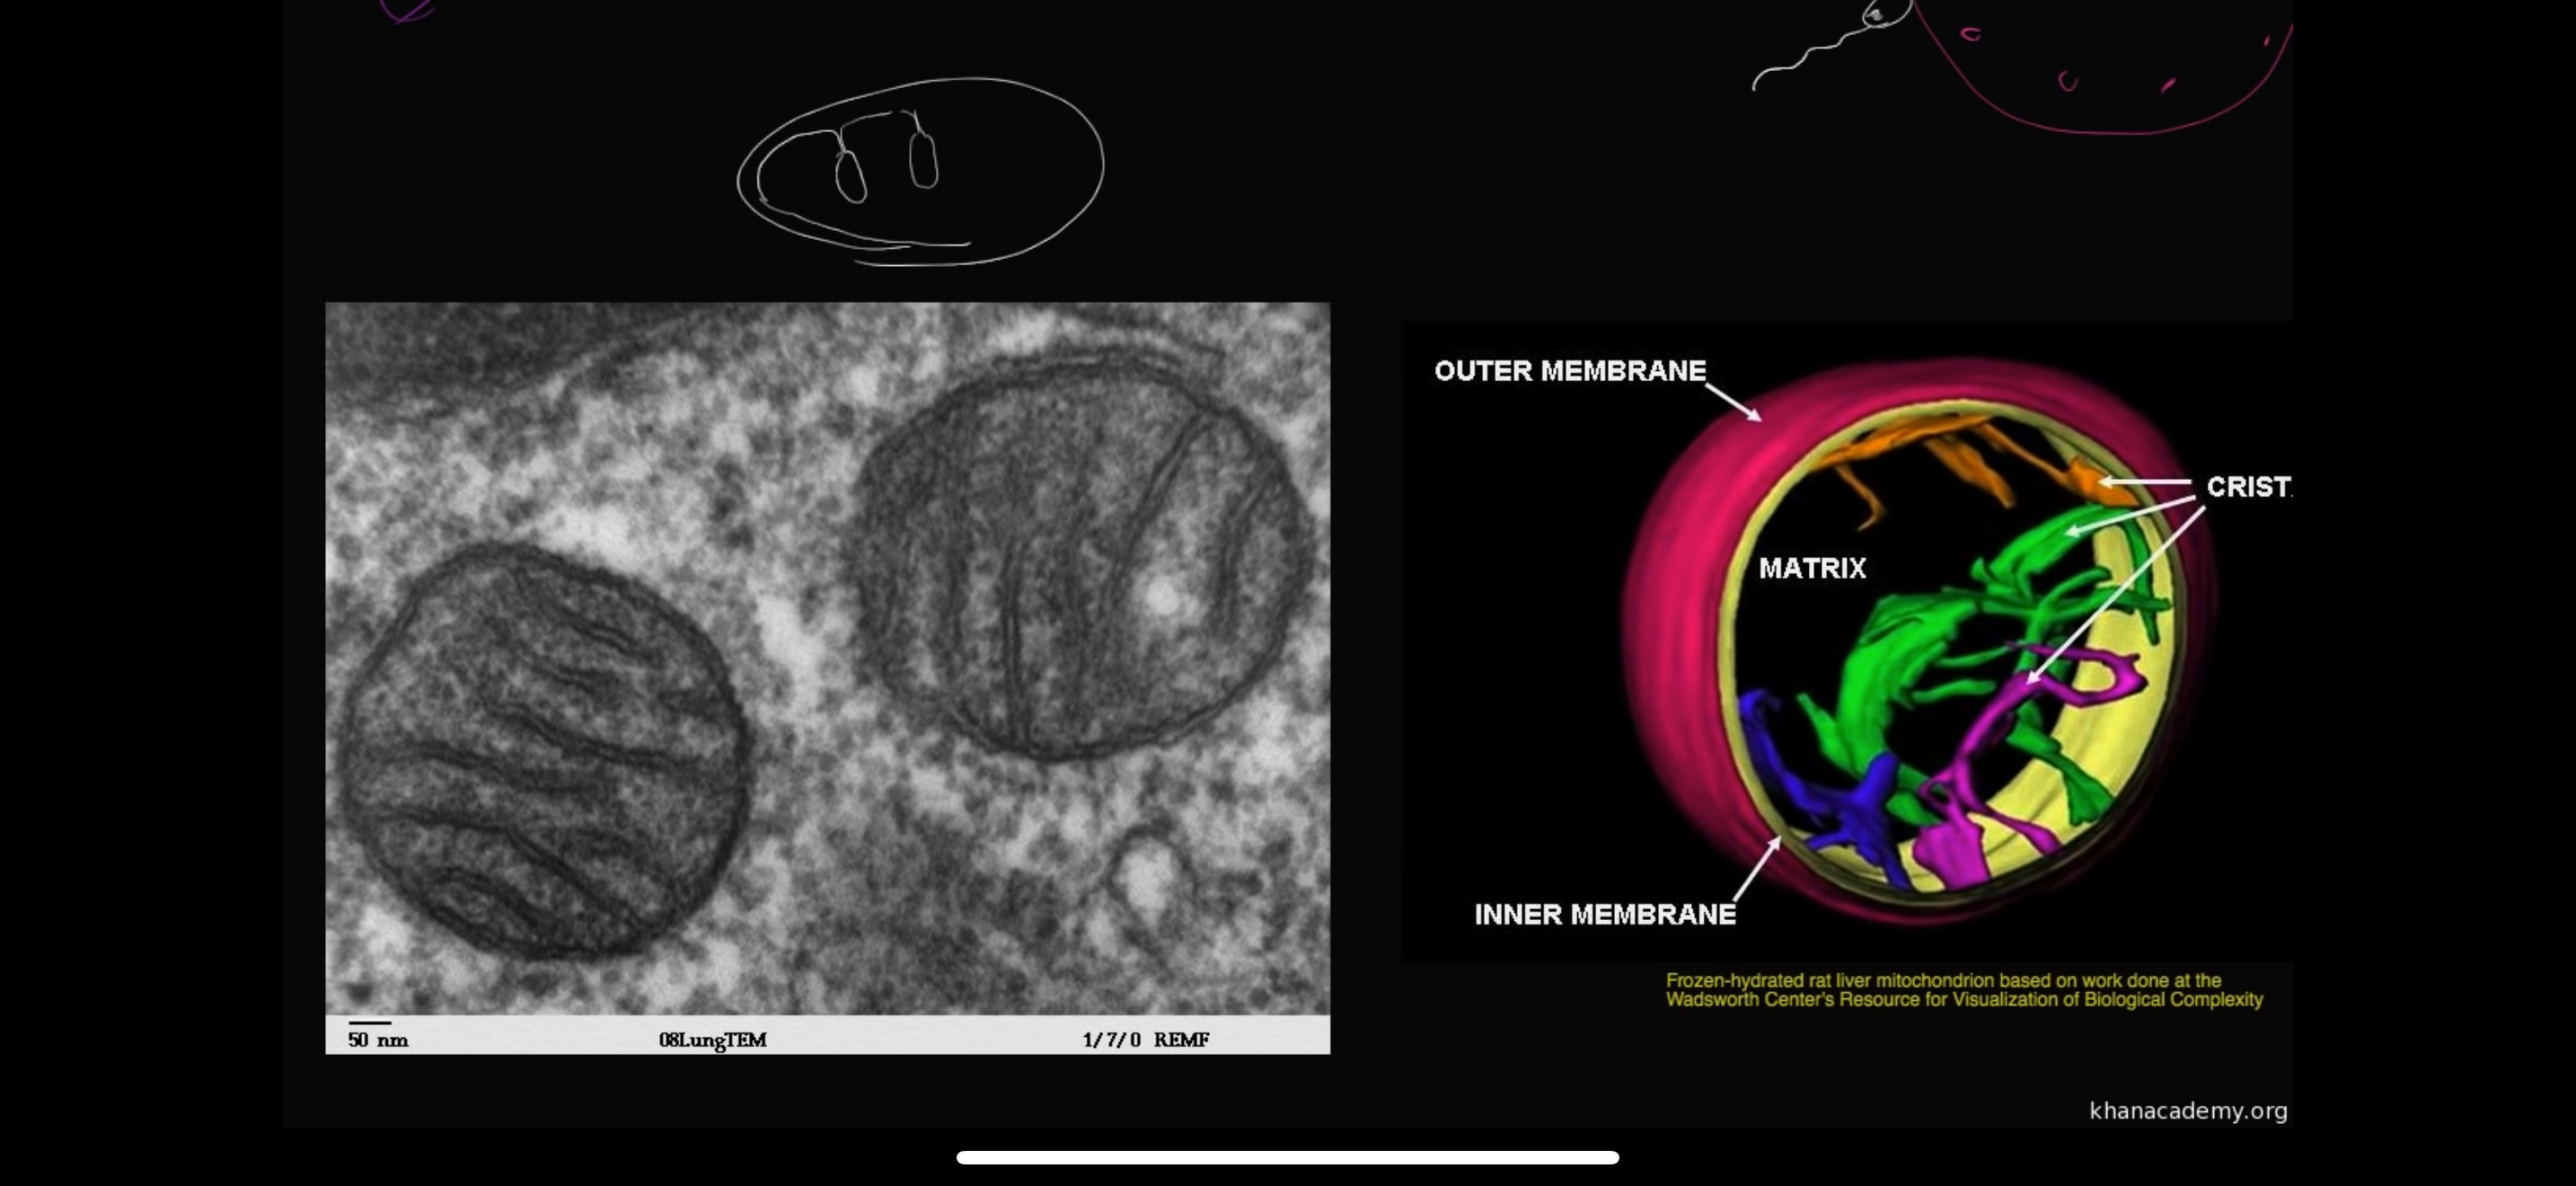 OUTER MEMBRANE
CRIST
MATRIX
INNER MEMBRANE
Frozen-hydrated rat liver mitochondrion based on work done at the
Wadsworth Center's Resource for Visualization of Biological Complexity
50 nm 08LungTEM 1/7/0 REMF
khanacademy.org